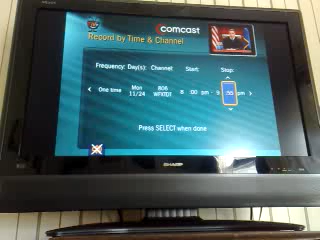 comcast
Record by Time & Channel
Frequency: Day(s): Channel Start: Stop:
One time Mon 11/24 806 WFXTDT 8 :00 pm - 9 :55 pm
Press SELECT when done
SHARP